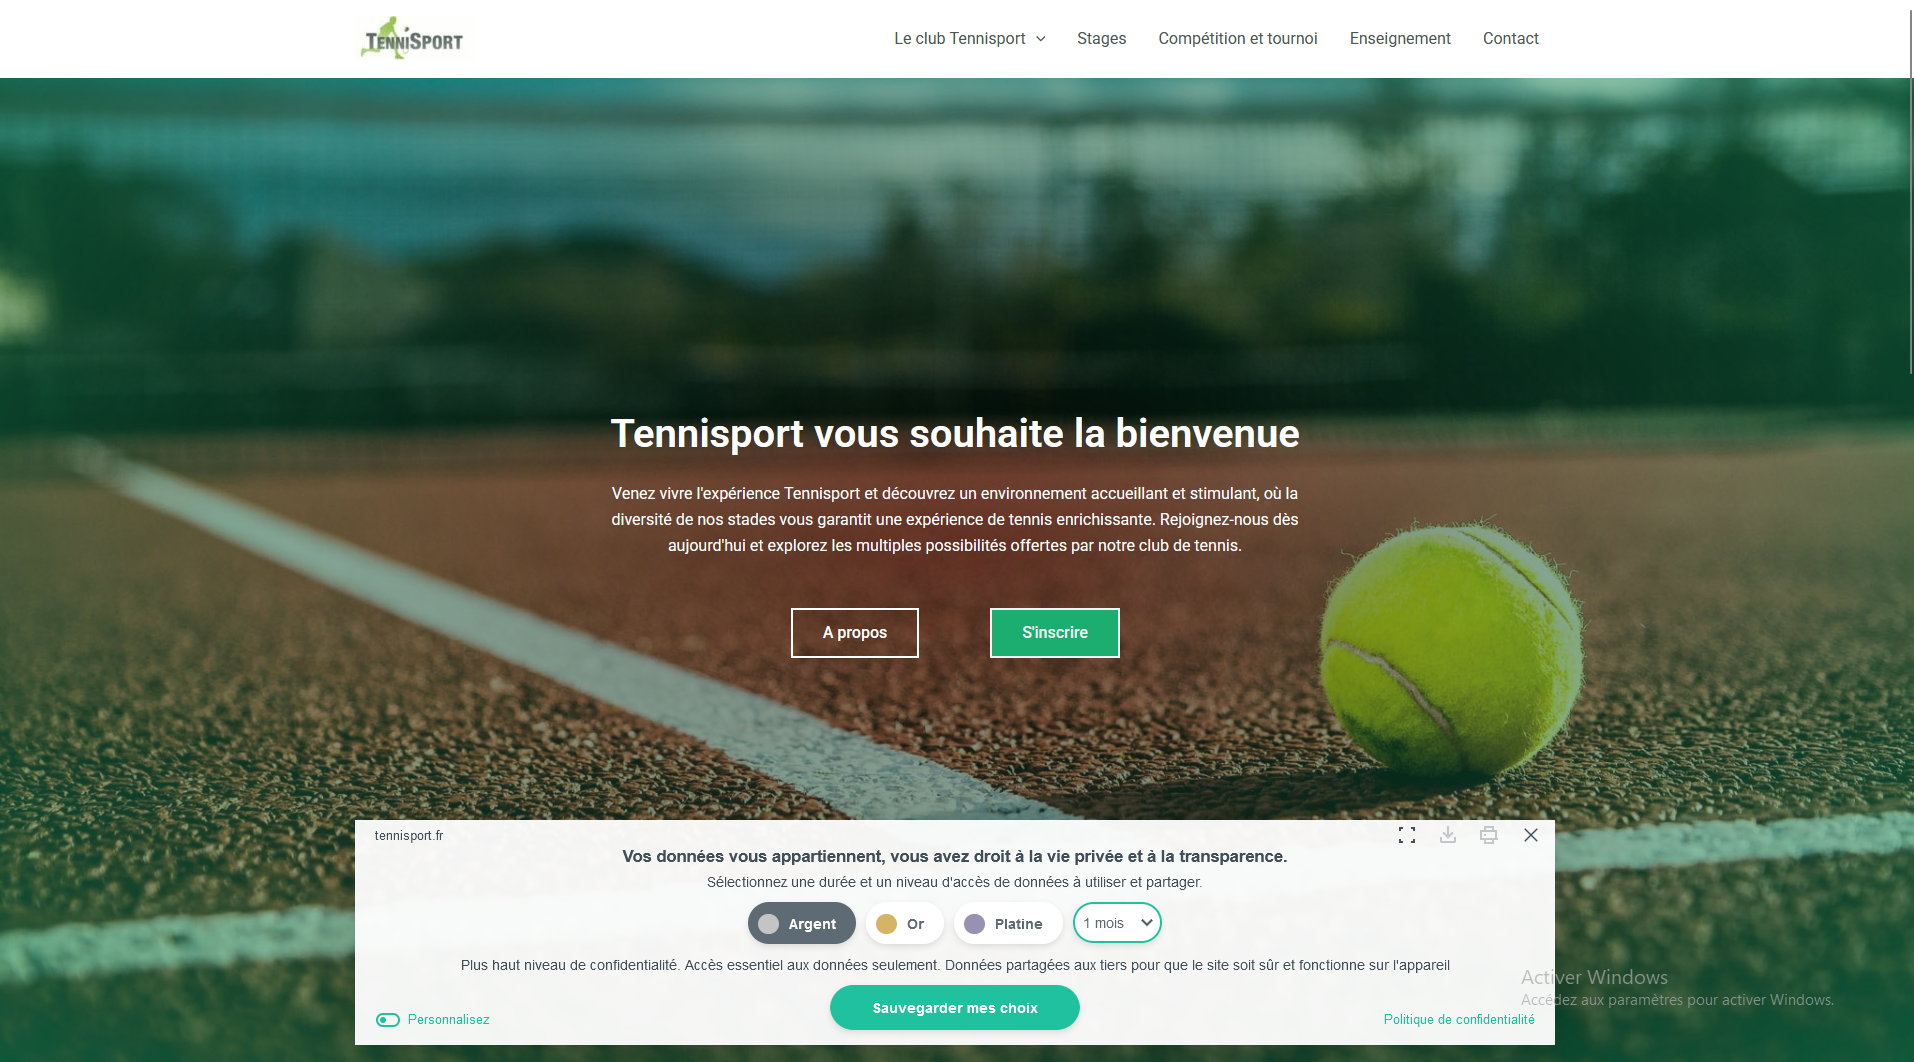 TENNISPORT
Le club Tennisport
Stages
Compétition et tournoi
Enseignement
Contact
Tennisport vous souhaite la bienvenue
Venez vivre l'expérience Tennisport et découvrez un environnement accueillant et stimulant, où la
diversité de nos stades vous garantit une expérience de tennis enrichissante. Rejoignez-nous dès
aujourd'hui et explorez les multiples possibilités offertes par notre club de tennis.
A propos
S'inscrire
tennisport.fr
Vos données vous appartiennent, vous avez droit à la vie privée et à la transparence.
Sélectionnez une durée et un niveau d'accès de données à utiliser et partager.
Argent
Or
Platine
1 mois
Plus haut niveau de confidentialité. Accès essentiel aux données seulement. Données partagées aux tiers pour que le site soit sûr et fonctionne sur l'appareil
Activer Windows
Accédez aux paramètres pour activer Windows.
Sauvegarder mes choix
Personnalisez
Politique de confidentialité